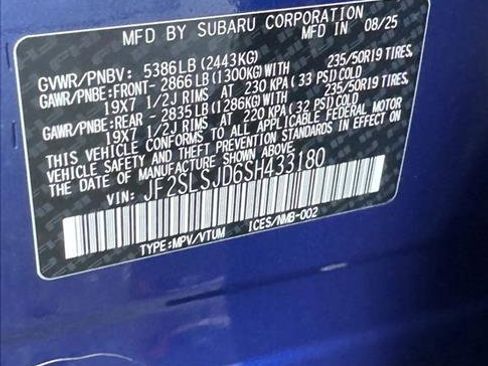 MFD BY SUBARU CORPORATION
MFD IN 08/25
GVWR/PNBV: 5386LB(2443KG)
GAWR/PNBE:FRONT- 2866LB(1300KG)WITH 235/50R19 TIRES,
19X7 1/2J RIMS AT 230 KPA (33 PSI)COLD
GAWR/PNBE:REAR - 2835LB(1286KG)WITH 235/50R19 TIRES,
19X7 1/2J RIMS AT 220 KPA (32 PSI)COLD
THIS VEHICLE CONFORMS TO ALL APPLICABLE FEDERAL MOTOR
VEHICLE SAFETY AND THEFT PREVENTION STANDARDS IN EFFECT ON
THE DATE OF MANUFACTURE SHOWN ABOVE.
VIN: JF2SLSJD6SH433180
TYPE:MPV/VTUM ICES/NMB-002